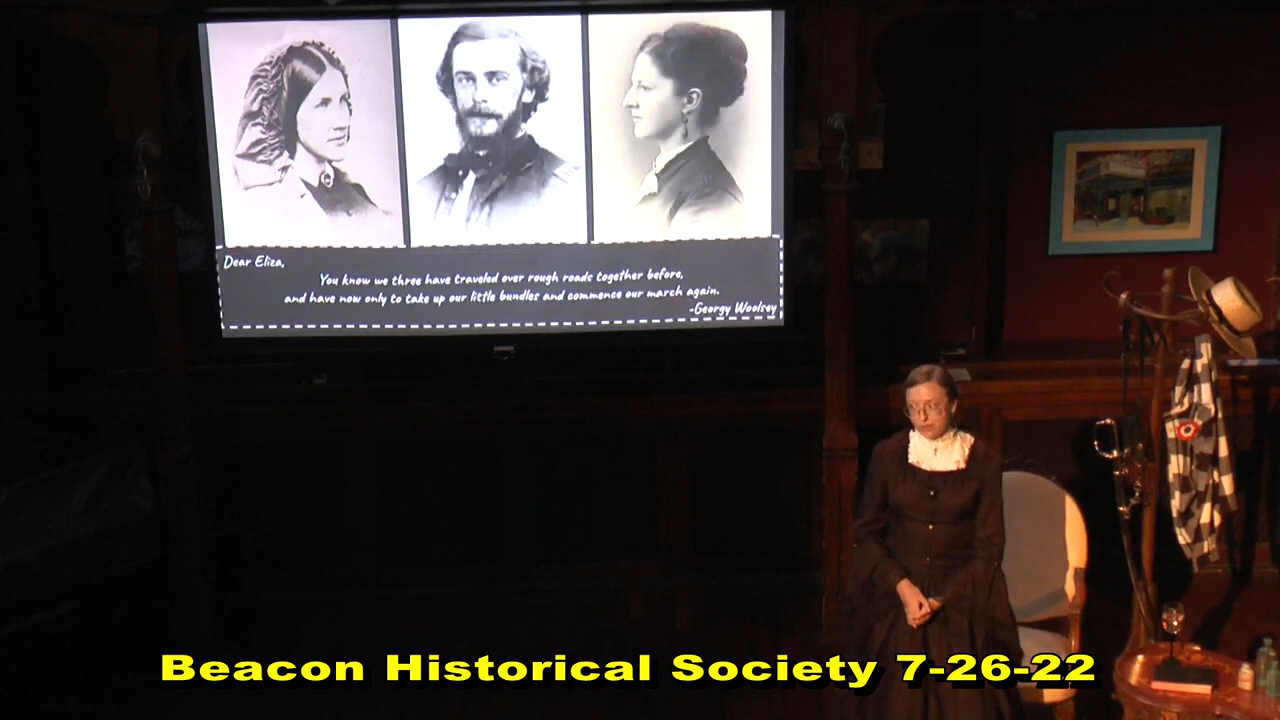 Dear Eliza,
You know we three have traveled over rough roads together before,
and have now only to take up our little bundles and commence our march again.
-Georgy Woolsey
Beacon Historical Society 7-26-22